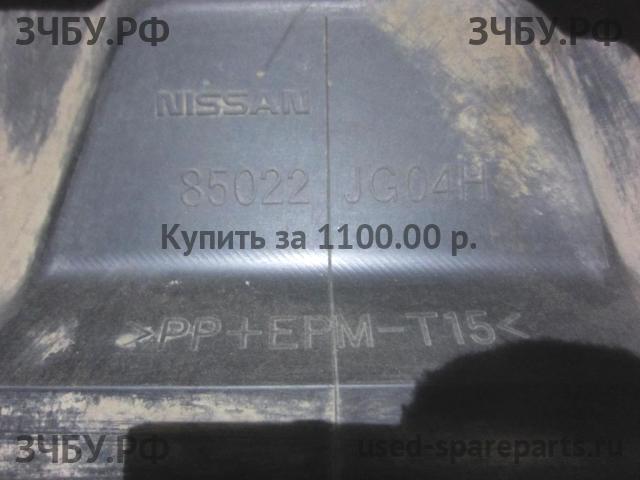 ЗЧБУ.РФ ЗЧБУ.РФ
NISSAN
85022 JG04H
Купить за 1100.00 р.
>PP+EPM-T15<
ЗЧБУ.РФ used-spareparts.ru